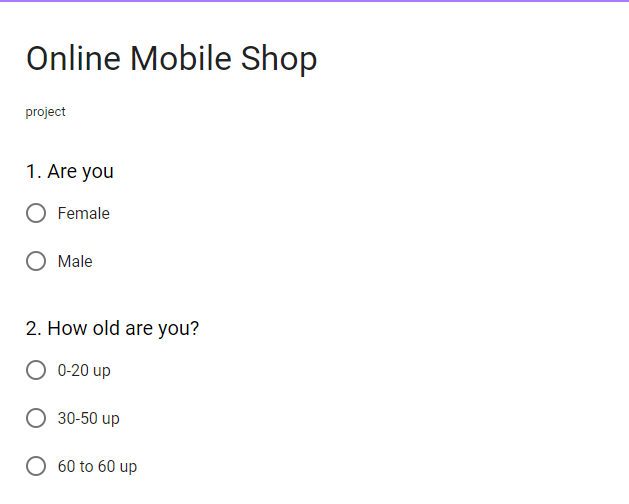 Online Mobile Shop
project
1. Are you
Female
Male
2. How old are you?
0-20 up
30-50 up
60 to 60 up